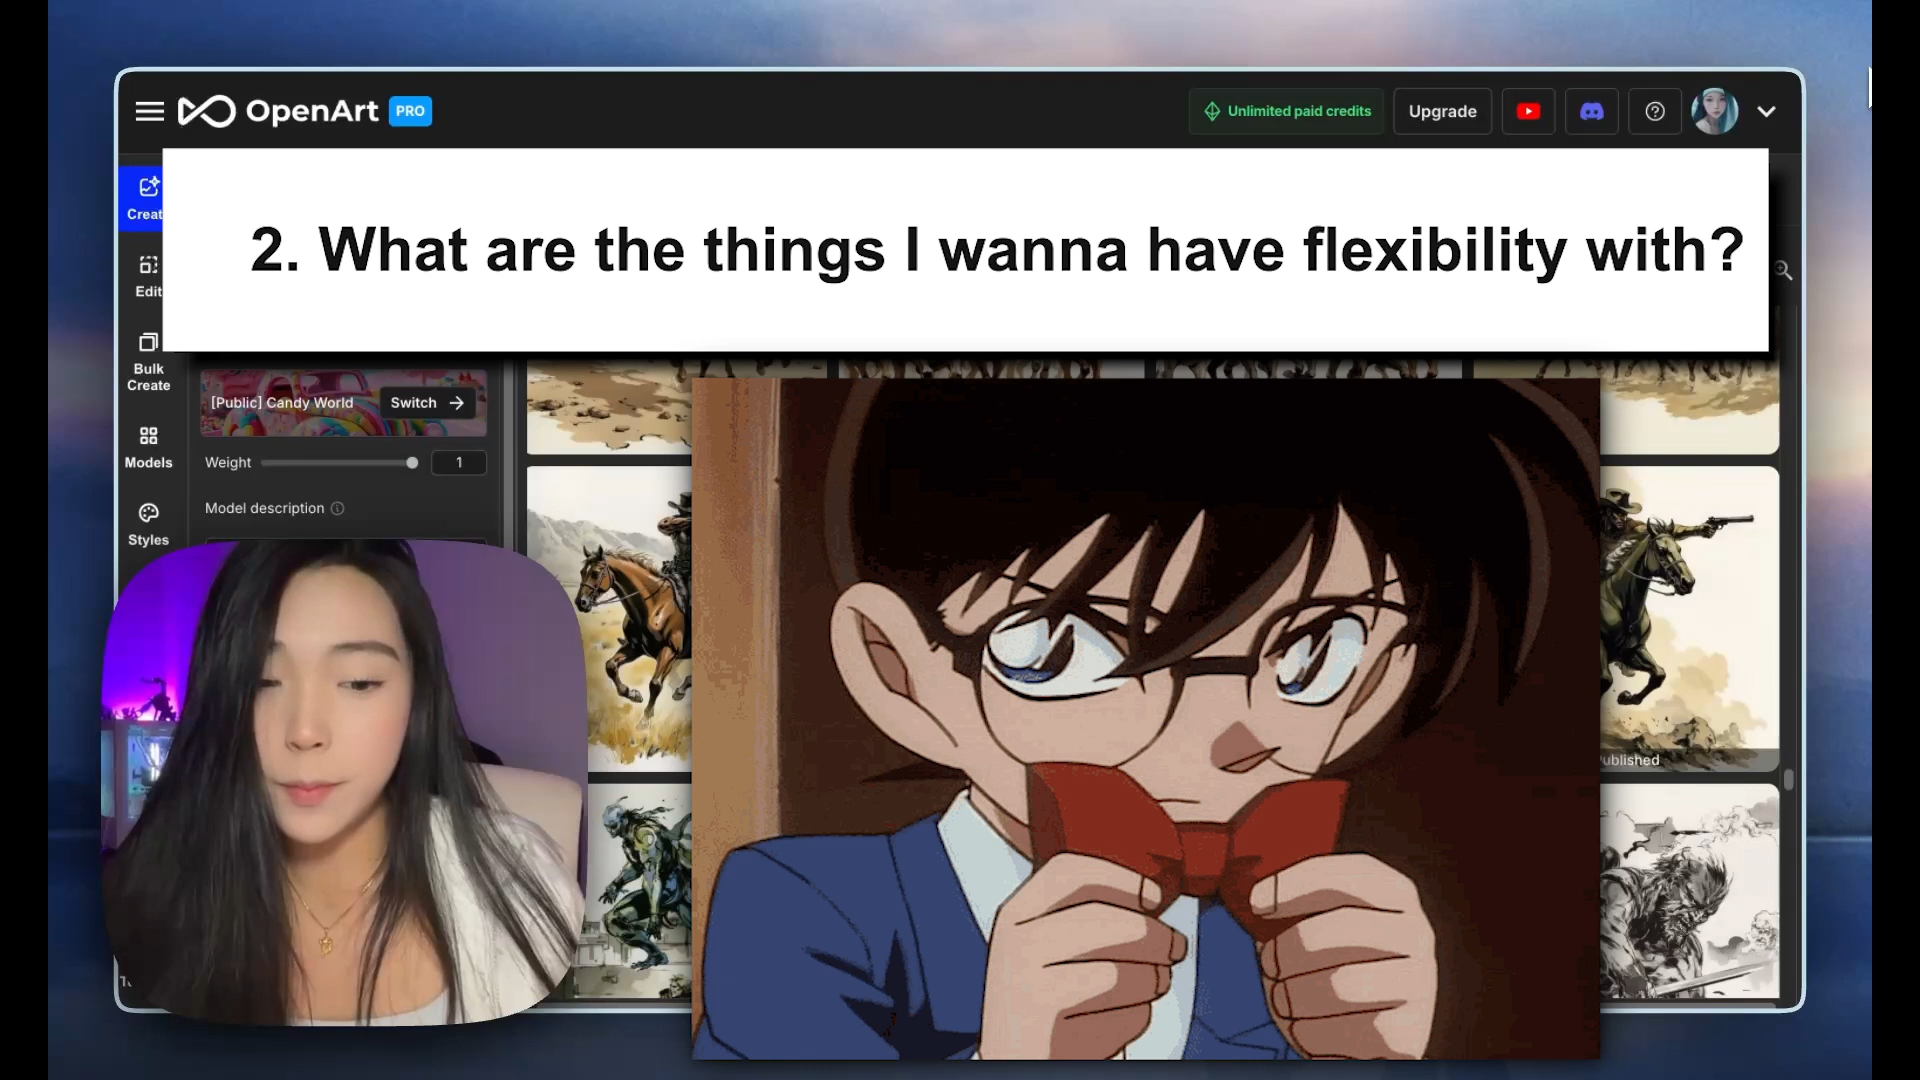 OpenArt PRO
Unlimited paid credits
Upgrade
2. What are the things I wanna have flexibility with?
Creat
Edit
Bulk
Create
[Public] Candy World
Switch
Weight
1
Models
Model description
Styles
ublished